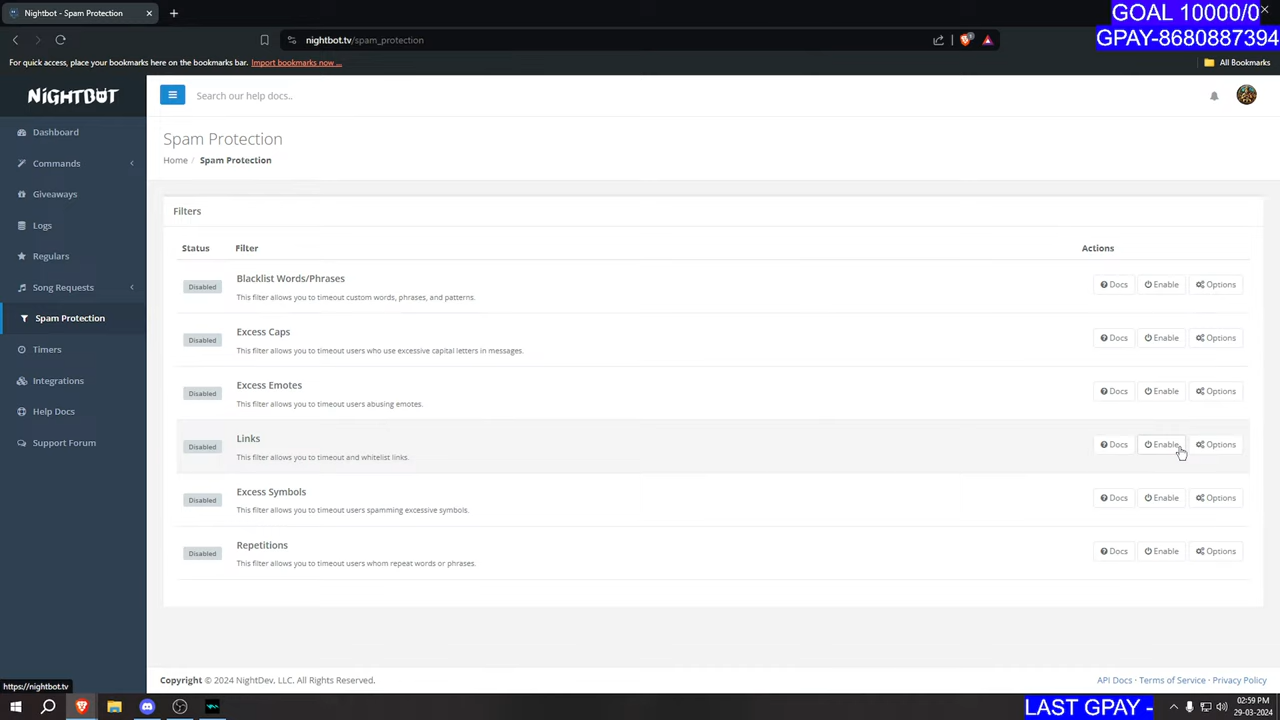 Nightbot - Spam Protection
GOAL 10000/0
nightbot.tv/spam_protection
GPAY-8680887394
For quick access, place your bookmarks here on the bookmarks bar. Import bookmarks now ...
All Bookmarks
NiGHTBOT
Search our help docs..
Dashboard
Commands
Giveaways
Logs
Regulars
Song Requests
Spam Protection
Timers
Integrations
Help Docs
Support Forum
Spam Protection
Home / Spam Protection
Filters
Status Filter Actions
Disabled Blacklist Words/Phrases Docs Enable Options
This filter allows you to timeout custom words, phrases, and patterns.
Disabled Excess Caps Docs Enable Options
This filter allows you to timeout users who use excessive capital letters in messages.
Disabled Excess Emotes Docs Enable Options
This filter allows you to timeout users abusing emotes.
Disabled Links Docs Enable Options
This filter allows you to timeout and whitelist links.
Disabled Excess Symbols Docs Enable Options
This filter allows you to timeout users spamming excessive symbols.
Disabled Repetitions Docs Enable Options
This filter allows you to timeout users whom repeat words or phrases.
Copyright © 2024 NightDev, LLC. All Rights Reserved.
API Docs · Terms of Service · Privacy Policy
https://nightbot.tv
LAST GPAY -
02:59 PM
29-03-2024